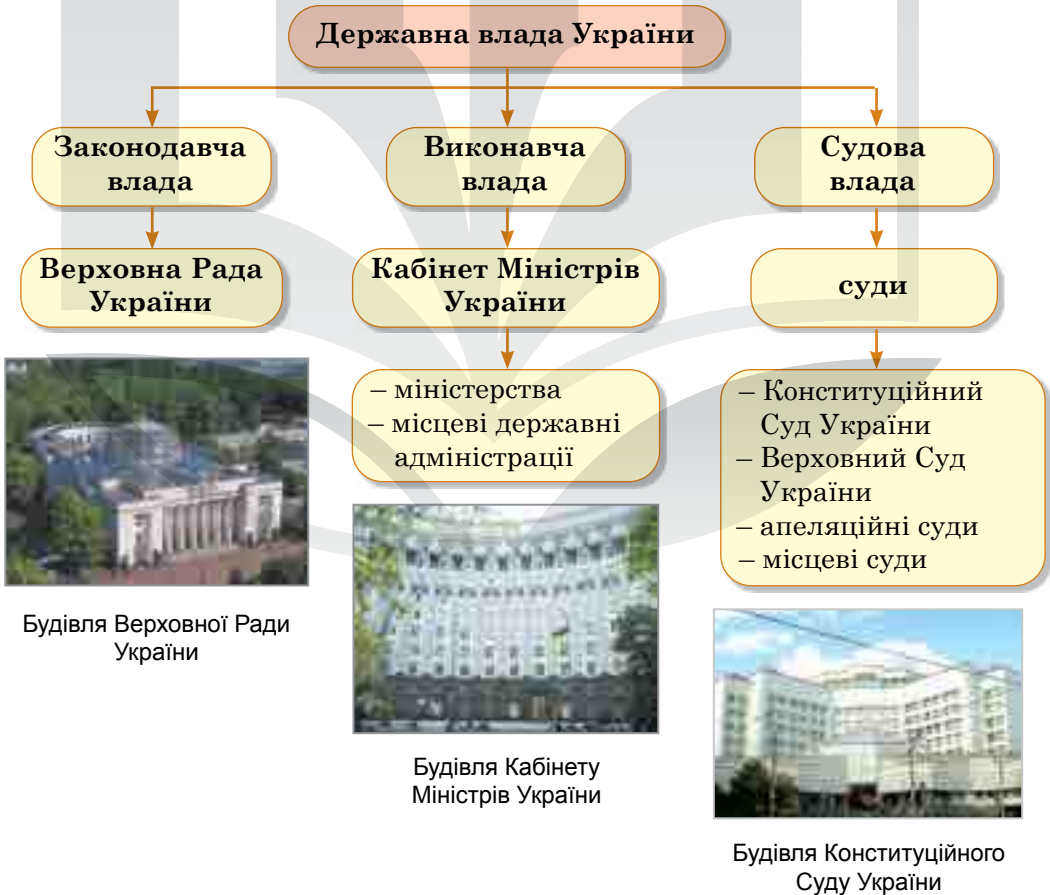 Державна влада України
Законодавча
влада
Виконавча
влада
Судова
влада
Верховна Рада
України
Кабінет Міністрів
України
суди
– міністерства
– місцеві державні
адміністрації
– Конституційний
Суд України
– Верховний Суд
України
– апеляційні суди
– місцеві суди
Будівля Верховної Ради
України
Будівля Кабінету
Міністрів України
Будівля Конституційного
Суду України